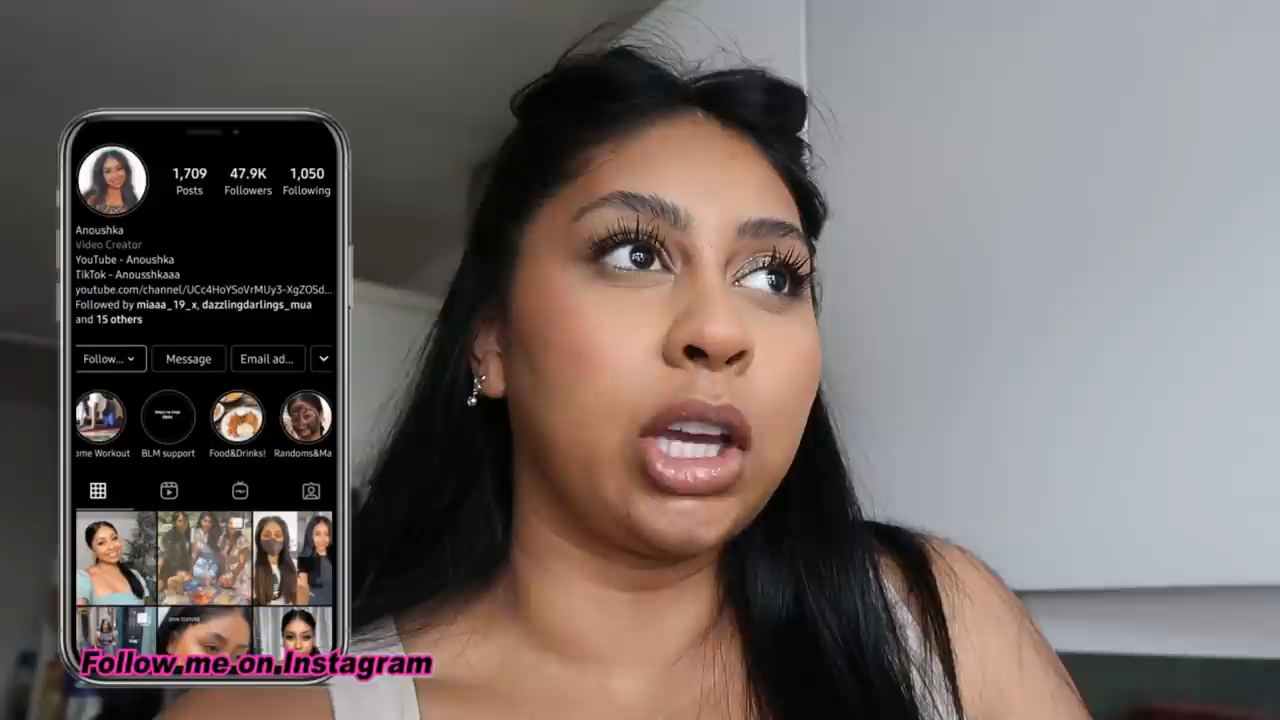 1,709 47.9K 1,050
Posts Followers Following
Anoushka
Video Creator
YouTube - Anoushka
TikTok - Anousshkaaa
youtube.com/channel/UCc4HoYSoVrMUy3-XgZOSd...
Followed by miaaa_19_x, dazzlingdarlings_mua
and 15 others
Follow... Message Email ad...
ome Workout BLM support Food&Drinks! Randoms&Ma
Follow me on Instagram